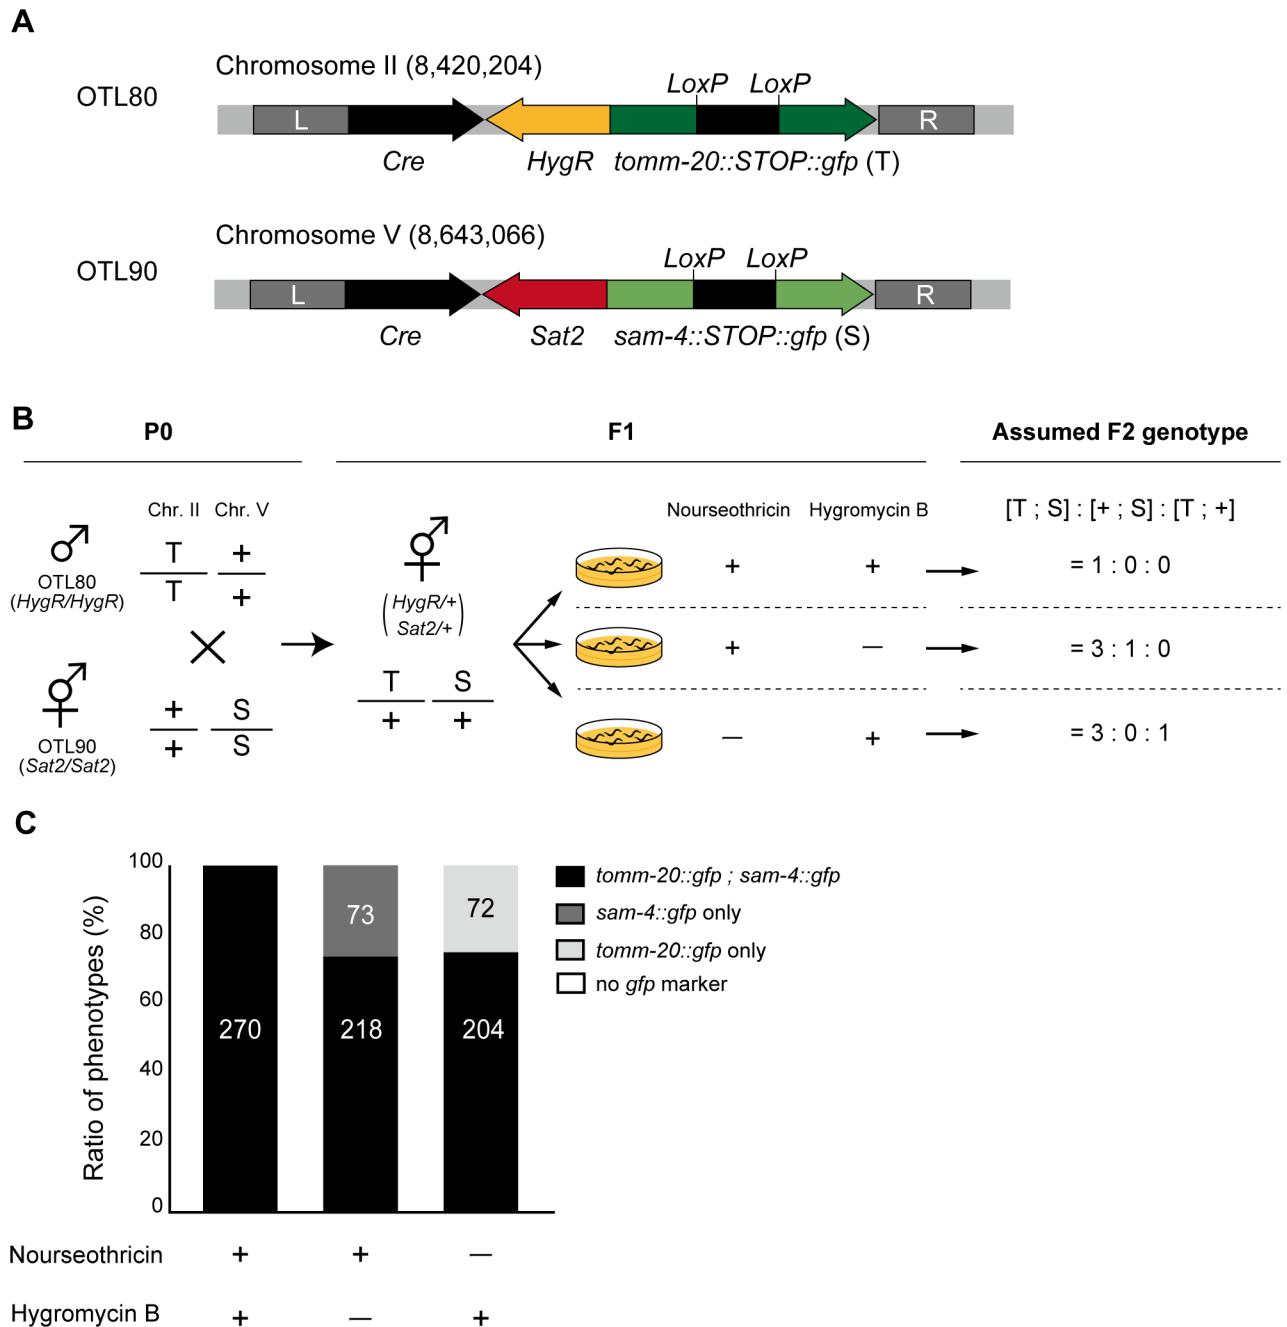 A
Chromosome II (8,420,204)
OTL80
LoxP LoxP
L R
Cre HygR tomm-20::STOP::gfp (T)
Chromosome V (8,643,066)
OTL90
LoxP LoxP
L R
Cre Sat2 sam-4::STOP::gfp (S)
B
P0 F1 Assumed F2 genotype
Chr. II Chr. V
Nourseothricin Hygromycin B
[T ; S] : [+ ; S] : [T ; +]
T +
T +
OTL80
(HygR/HygR)
+ S
+ S
OTL90
(Sat2/Sat2)
(HygR/+
Sat2/+)
T S
+ +
+ + = 1 : 0 : 0
+ — = 3 : 1 : 0
— + = 3 : 0 : 1
C
Ratio of phenotypes (%)
100
80
60
40
20
0
73 72
270 218 204
tomm-20::gfp ; sam-4::gfp
sam-4::gfp only
tomm-20::gfp only
no gfp marker
Nourseothricin + + —
Hygromycin B + — +